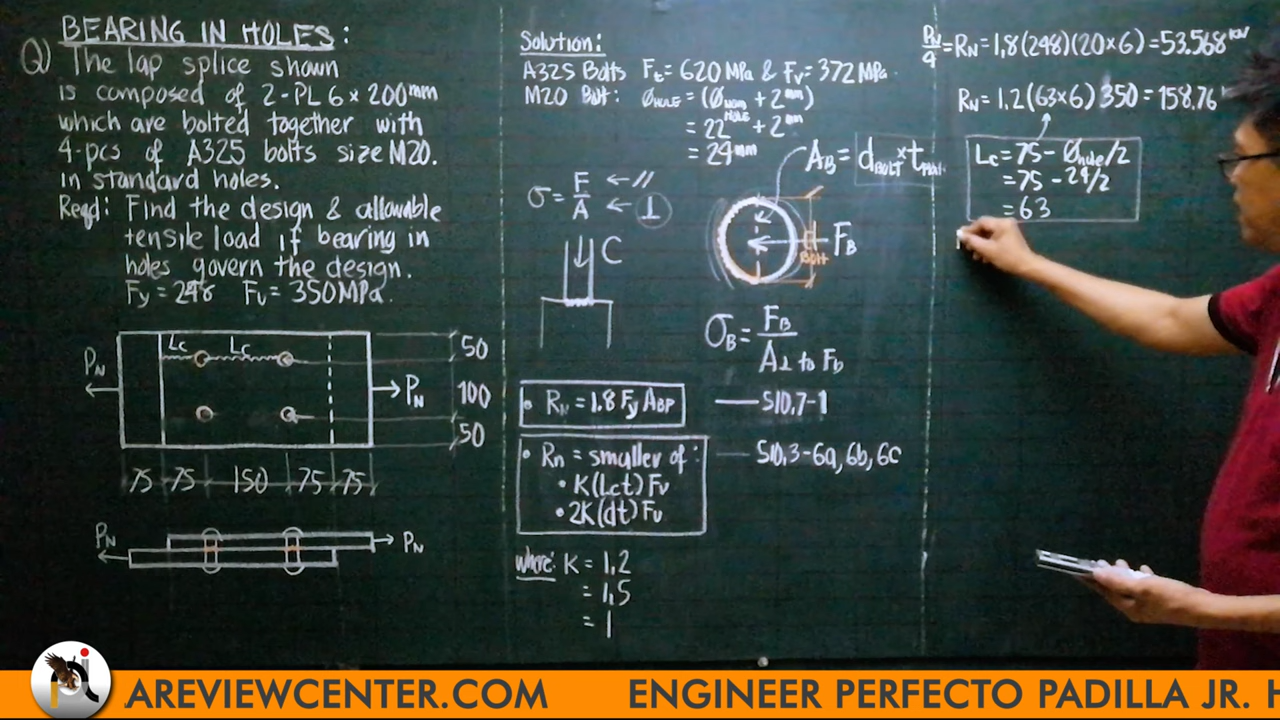 BEARING IN HOLES:
Q) The lap splice shown
is composed of 2-PL 6 x 200mm
which are bolted together with
4-pcs of A325 bolts size M20.
in standard holes.
Reqd: Find the design & allowable
tensile load if bearing in
holes govern the design.
Fy = 248 Fu = 350MPa.
Lc Lc
PN
PN
50
100
50
75 75 150 75 75
PN
PN
Solution:
A325 Bolts Ft = 620 MPa & Fv = 372 MPa.
M20 Bolt: ØHOLE = (ØNOM HOLE + 2mm)
= 22mm + 2mm
= 24mm
σ = F/A ← //
← ⊥
C
AB = dBOLT x tPLATE
FB
Bolt
σB = FB / A⊥ to Fb
• RN = 1.8 Fy ABP — 510.7-1
• Rn = smaller of: — 510.3-6a, 6b, 6c
• K(Lct) Fu
• 2K(dt) Fu
where: K = 1.2
= 1.5
= 1
PN/4 = RN = 1.8(248)(20x6) = 53.568 kN
RN = 1.2(63x6) 350 = 158.76
Lc = 75 - Øhole/2
= 75 - 24/2
= 63
AREVIEWCENTER.COM ENGINEER PERFECTO PADILLA JR. H